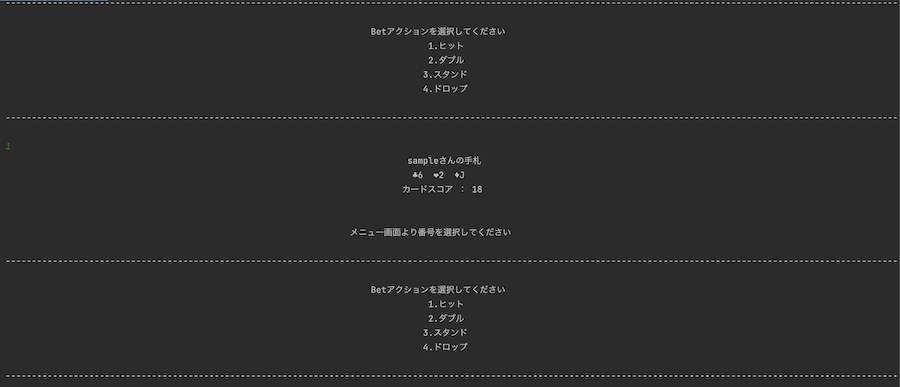 Betアクションを選択してください
1.ヒット
2.ダブル
3.スタンド
4.ドロップ
1
sampleさんの手札
♣6 ❤2 ♦J
カードスコア : 18
メニュー画面より番号を選択してください
Betアクションを選択してください
1.ヒット
2.ダブル
3.スタンド
4.ドロップ